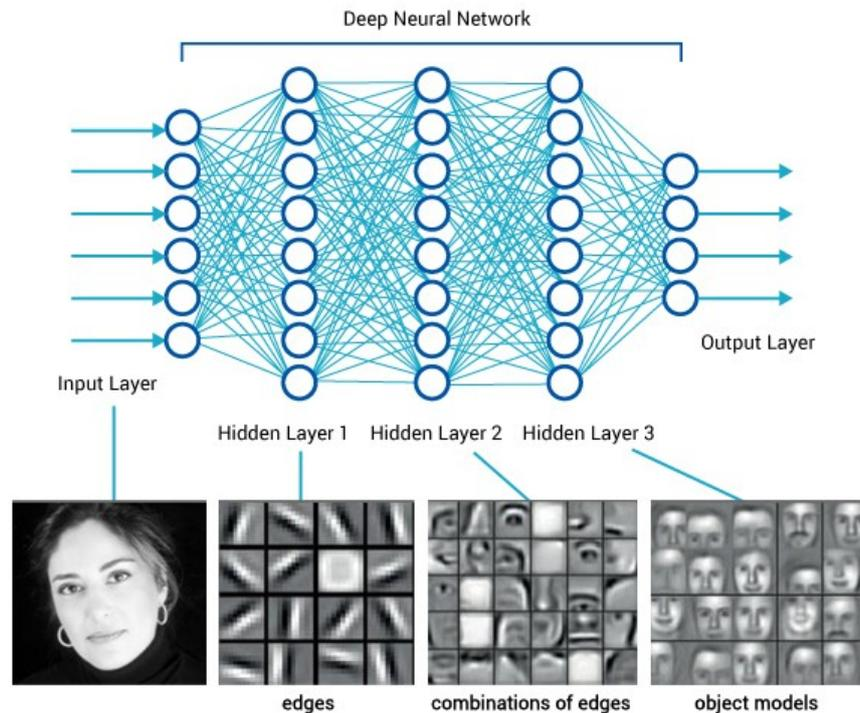 Deep Neural Network
Input Layer
Output Layer
Hidden Layer 1
Hidden Layer 2
Hidden Layer 3
edges
combinations of edges
object models